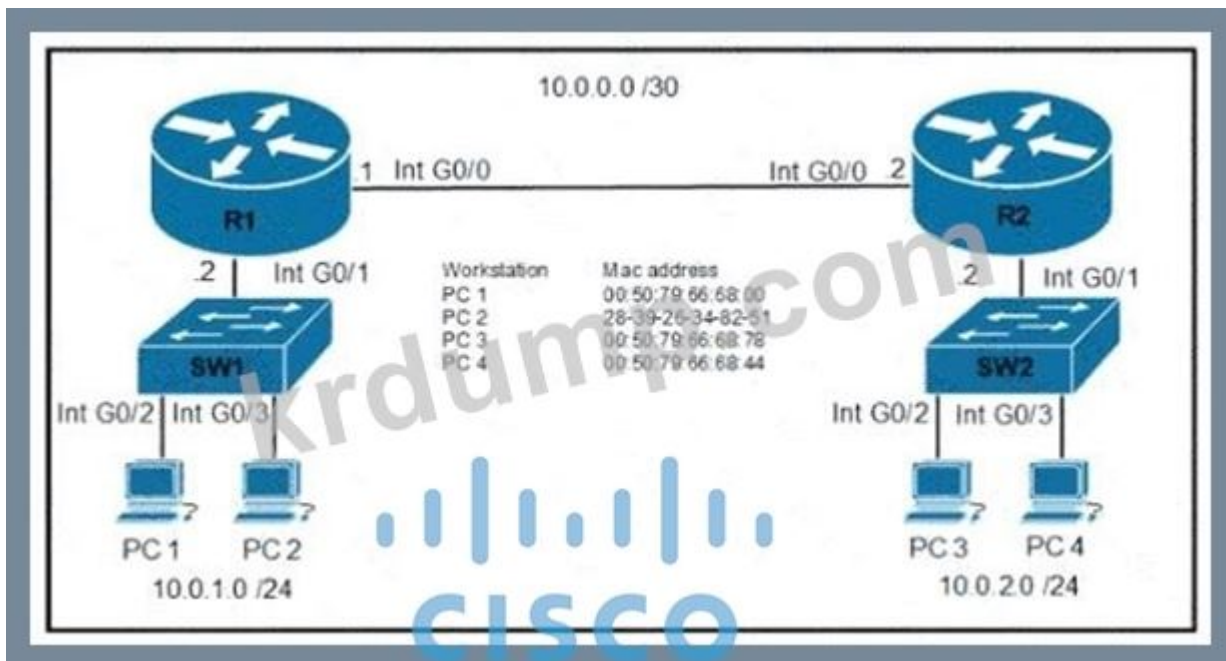 10.0.0.0 /30
.1 Int G0/0
Int G0/0 .2
R1
R2
.2 Int G0/1
.2 Int G0/1
Workstation Mac address
PC 1 00:50:79:66:68:00
PC 2 28-39-26-34-82-51
PC 3 00:50:79:66:68:78
PC 4 00:50:79:66:68:44
SW1
SW2
Int G0/2 Int G0/3
Int G0/2 Int G0/3
PC 1 PC 2
PC 3 PC 4
10.0.1.0 /24
10.0.2.0 /24
krdump.com
CISCO